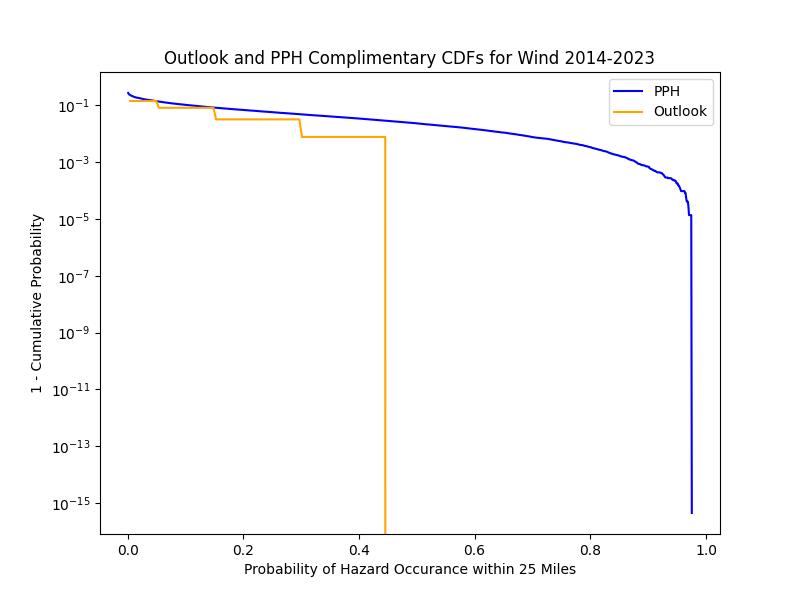 Outlook and PPH Complimentary CDFs for Wind 2014-2023
PPH
Outlook
1 - Cumulative Probability
10⁻¹
10⁻³
10⁻⁵
10⁻⁷
10⁻⁹
10⁻¹¹
10⁻¹³
10⁻¹⁵
0.0 0.2 0.4 0.6 0.8 1.0
Probability of Hazard Occurance within 25 Miles